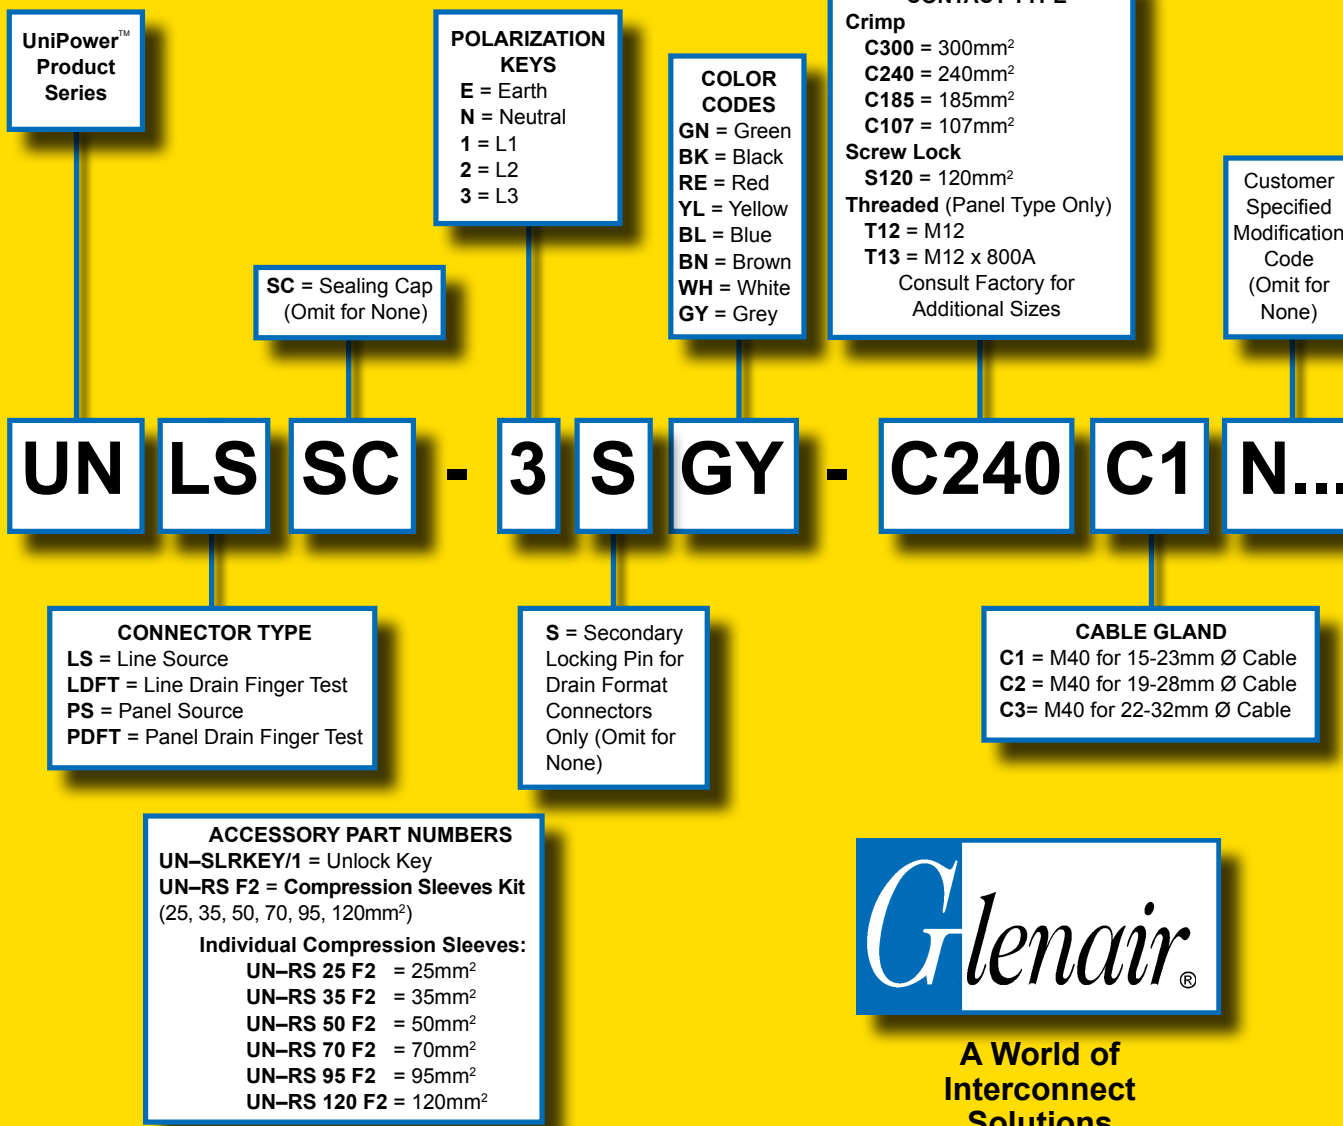 UniPower™
Product
Series
POLARIZATION
KEYS
E = Earth
N = Neutral
1 = L1
2 = L2
3 = L3
COLOR
CODES
GN = Green
BK = Black
RE = Red
YL = Yellow
BL = Blue
BN = Brown
WH = White
GY = Grey
CONTACT TYPE
Crimp
C300 = 300mm²
C240 = 240mm²
C185 = 185mm²
C107 = 107mm²
Screw Lock
S120 = 120mm²
Threaded (Panel Type Only)
T12 = M12
T13 = M12 x 800A
Consult Factory for
Additional Sizes
Customer
Specified
Modification
Code
(Omit for
None)
SC = Sealing Cap
(Omit for None)
UN LS SC - 3 S GY - C240 C1 N...
CONNECTOR TYPE
LS = Line Source
LDFT = Line Drain Finger Test
PS = Panel Source
PDFT = Panel Drain Finger Test
S = Secondary
Locking Pin for
Drain Format
Connectors
Only (Omit for
None)
CABLE GLAND
C1 = M40 for 15-23mm Ø Cable
C2 = M40 for 19-28mm Ø Cable
C3= M40 for 22-32mm Ø Cable
ACCESSORY PART NUMBERS
UN–SLRKEY/1 = Unlock Key
UN–RS F2 = Compression Sleeves Kit
(25, 35, 50, 70, 95, 120mm²)
Individual Compression Sleeves:
UN–RS 25 F2 = 25mm²
UN–RS 35 F2 = 35mm²
UN–RS 50 F2 = 50mm²
UN–RS 70 F2 = 70mm²
UN–RS 95 F2 = 95mm²
UN–RS 120 F2 = 120mm²
Glenair®
A World of
Interconnect
Solutions